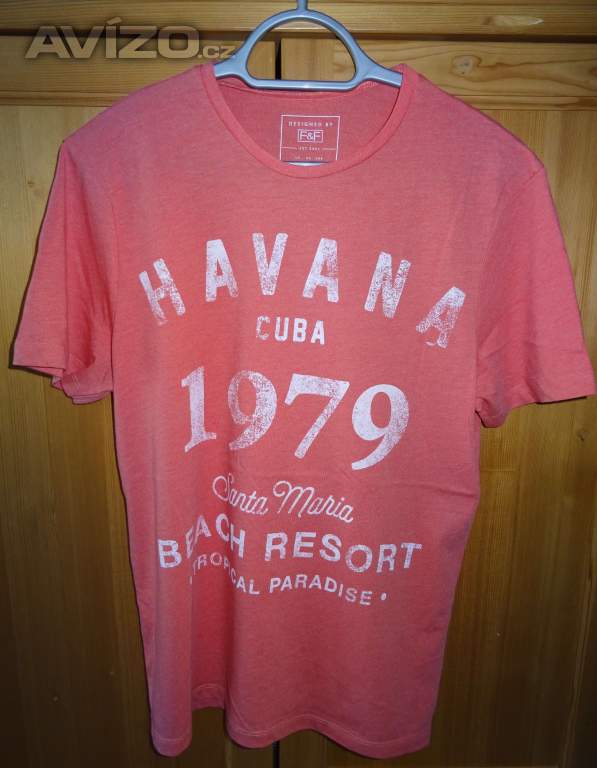 AVÍZO.cz
DESIGNED BY
F&F
HAVANA
CUBA
1979
Santa Maria
BEACH RESORT
• TROPICAL PARADISE •